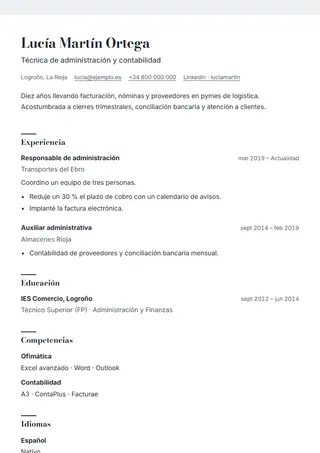 Lucía Martín Ortega
Técnica de administración y contabilidad
Logroño, La Rioja lucia@ejemplo.es +34 600 000 000 LinkedIn · luciamartin
Diez años llevando facturación, nóminas y proveedores en pymes de logística.
Acostumbrada a cierres trimestrales, conciliación bancaria y atención a clientes.
Experiencia
Responsable de administración mar 2019 – Actualidad
Transportes del Ebro
Coordino un equipo de tres personas.
• Reduje un 30 % el plazo de cobro con un calendario de avisos.
• Implanté la factura electrónica.
Auxiliar administrativa sept 2014 – feb 2019
Almacenes Rioja
• Contabilidad de proveedores y conciliación bancaria mensual.
Educación
IES Comercio, Logroño sept 2012 – jun 2014
Técnico Superior (FP) · Administración y Finanzas
Competencias
Ofimática
Excel avanzado · Word · Outlook
Contabilidad
A3 · ContaPlus · Facturae
Idiomas
Español
Nativo